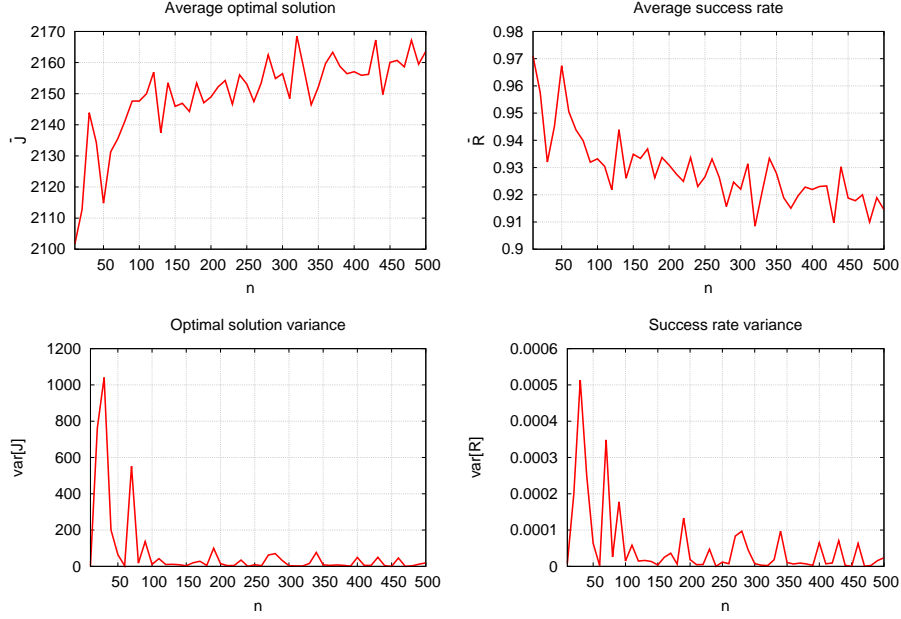 Average optimal solution
2170
2160
2150
2140
2130
2120
2110
2100
J̄
50 100 150 200 250 300 350 400 450 500
n
Average success rate
0.98
0.97
0.96
0.95
0.94
0.93
0.92
0.91
0.9
R̄
50 100 150 200 250 300 350 400 450 500
n
Optimal solution variance
1200
1000
800
600
400
200
0
var[J]
50 100 150 200 250 300 350 400 450 500
n
Success rate variance
0.0006
0.0005
0.0004
0.0003
0.0002
0.0001
0
var[R]
50 100 150 200 250 300 350 400 450 500
n